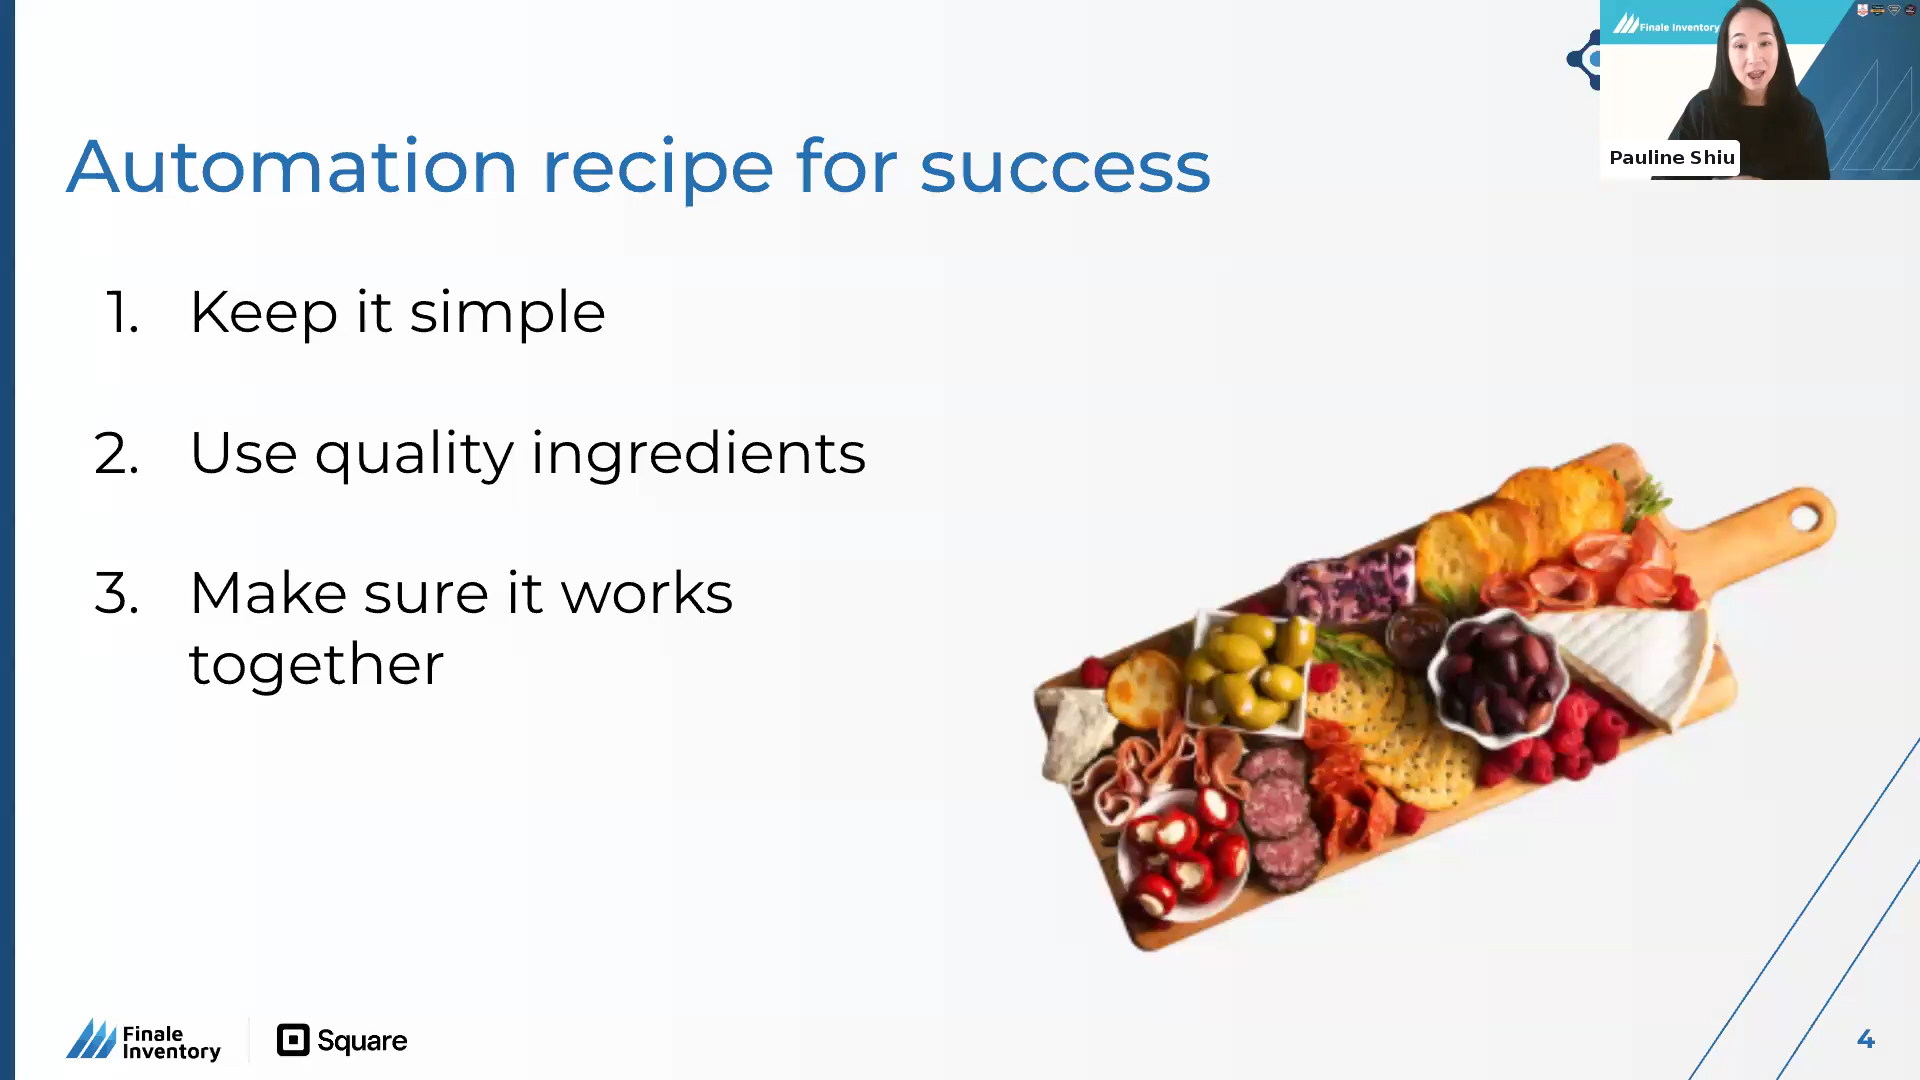 Finale Inventory
Pauline Shiu
Automation recipe for success
1. Keep it simple
2. Use quality ingredients
3. Make sure it works
together
Finale
Inventory
Square
4